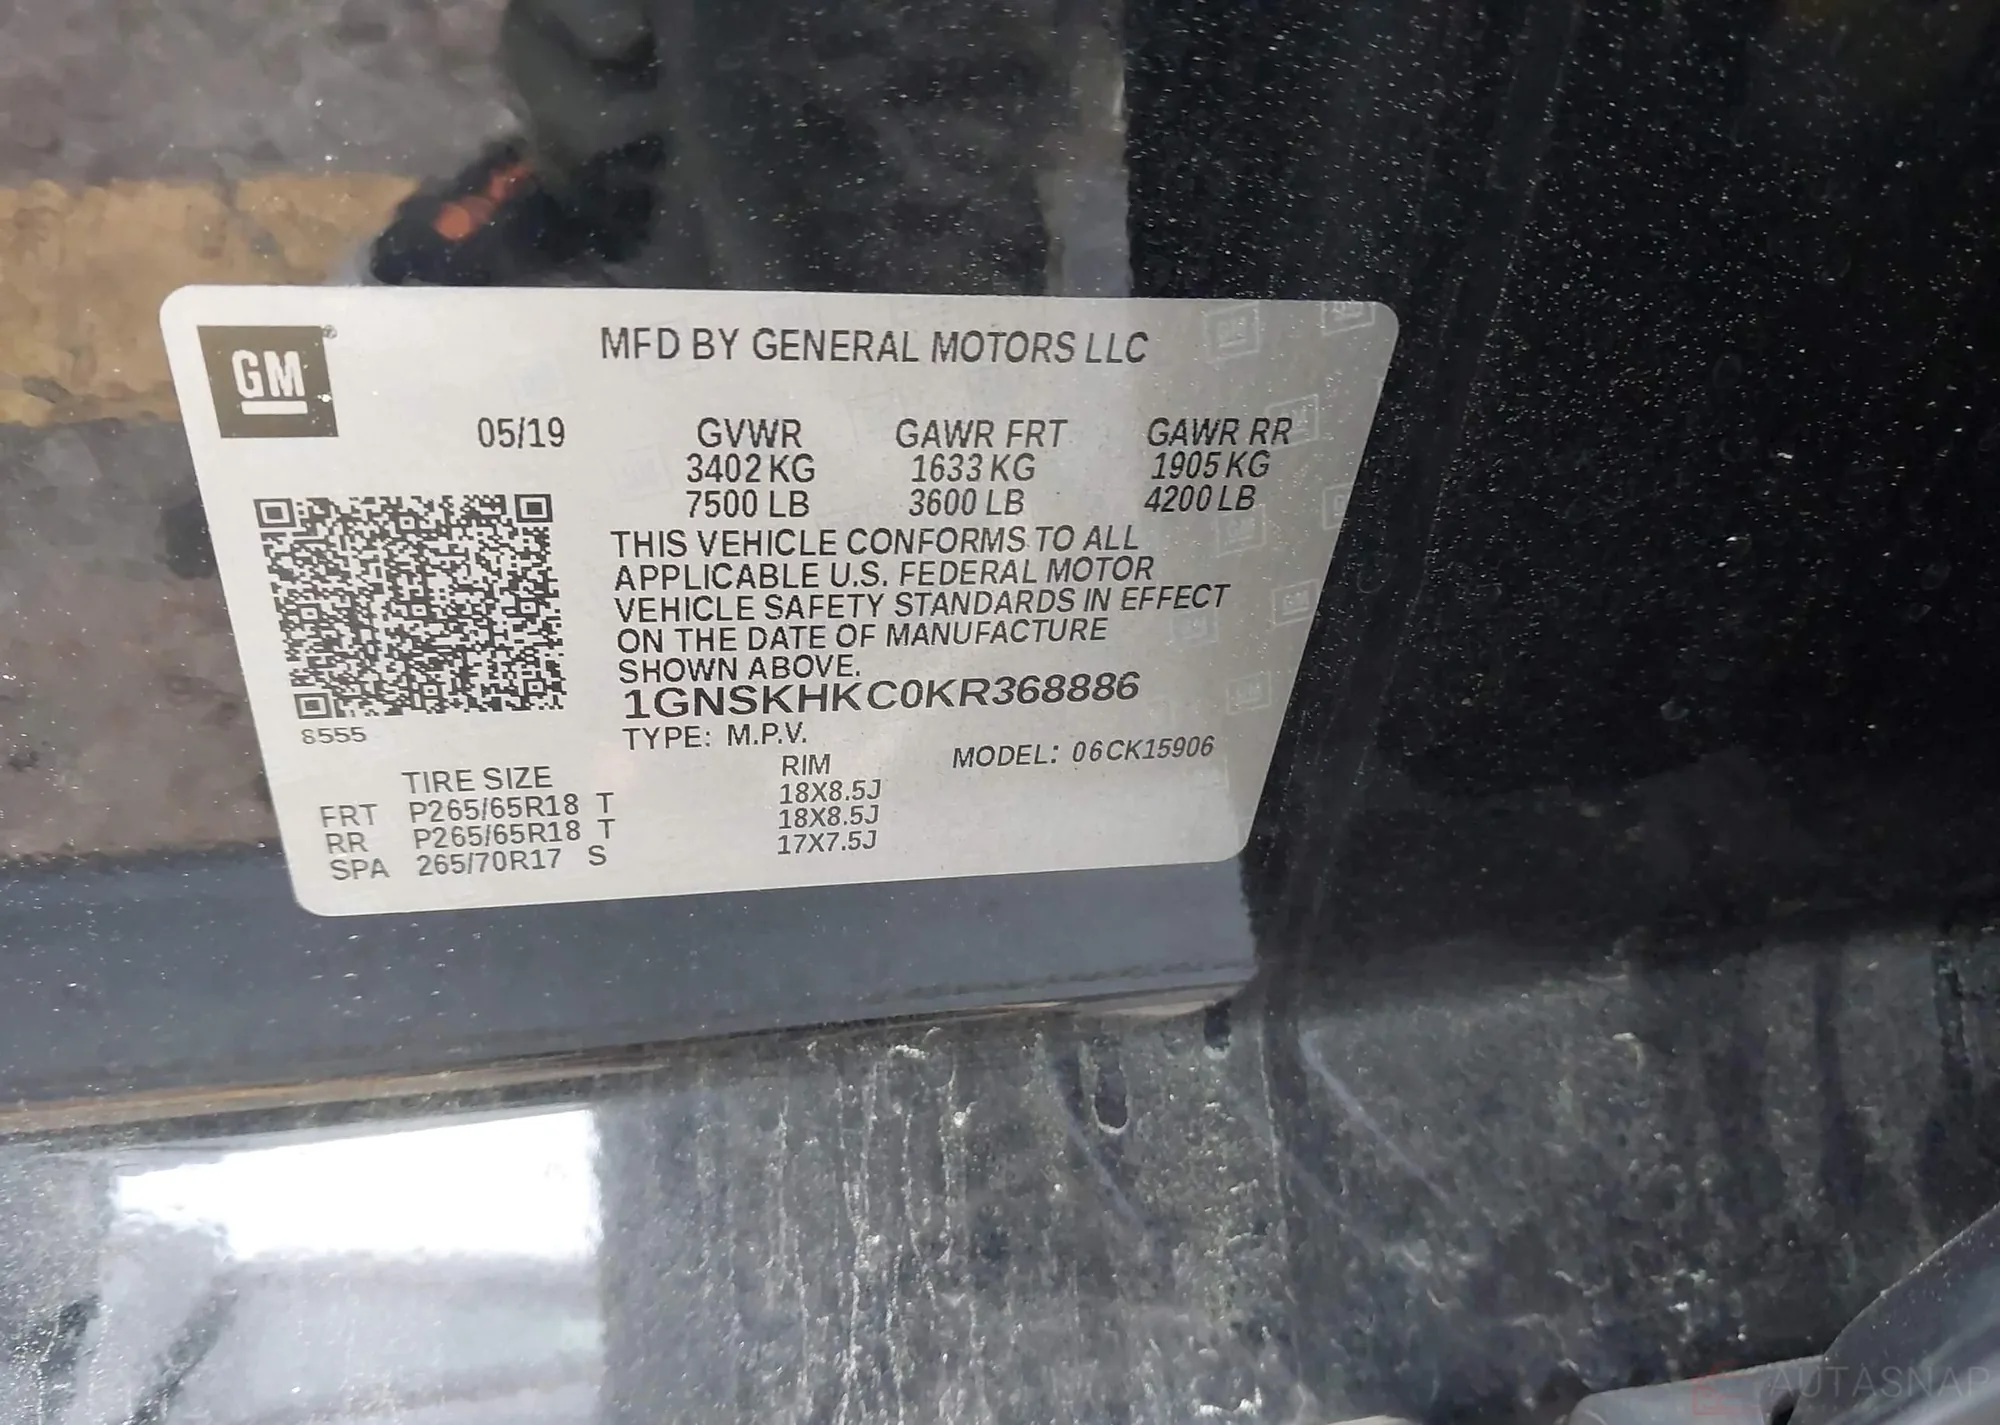 GM
MFD BY GENERAL MOTORS LLC
05/19 GVWR GAWR FRT GAWR RR
3402 KG 1633 KG 1905 KG
7500 LB 3600 LB 4200 LB
THIS VEHICLE CONFORMS TO ALL
APPLICABLE U.S. FEDERAL MOTOR
VEHICLE SAFETY STANDARDS IN EFFECT
ON THE DATE OF MANUFACTURE
SHOWN ABOVE.
1GNSKHKC0KR368886
8555
TYPE: M.P.V.
MODEL: 06CK15906
TIRE SIZE RIM
FRT P265/65R18 T 18X8.5J
RR P265/65R18 T 18X8.5J
SPA 265/70R17 S 17X7.5J
AUTASNAP